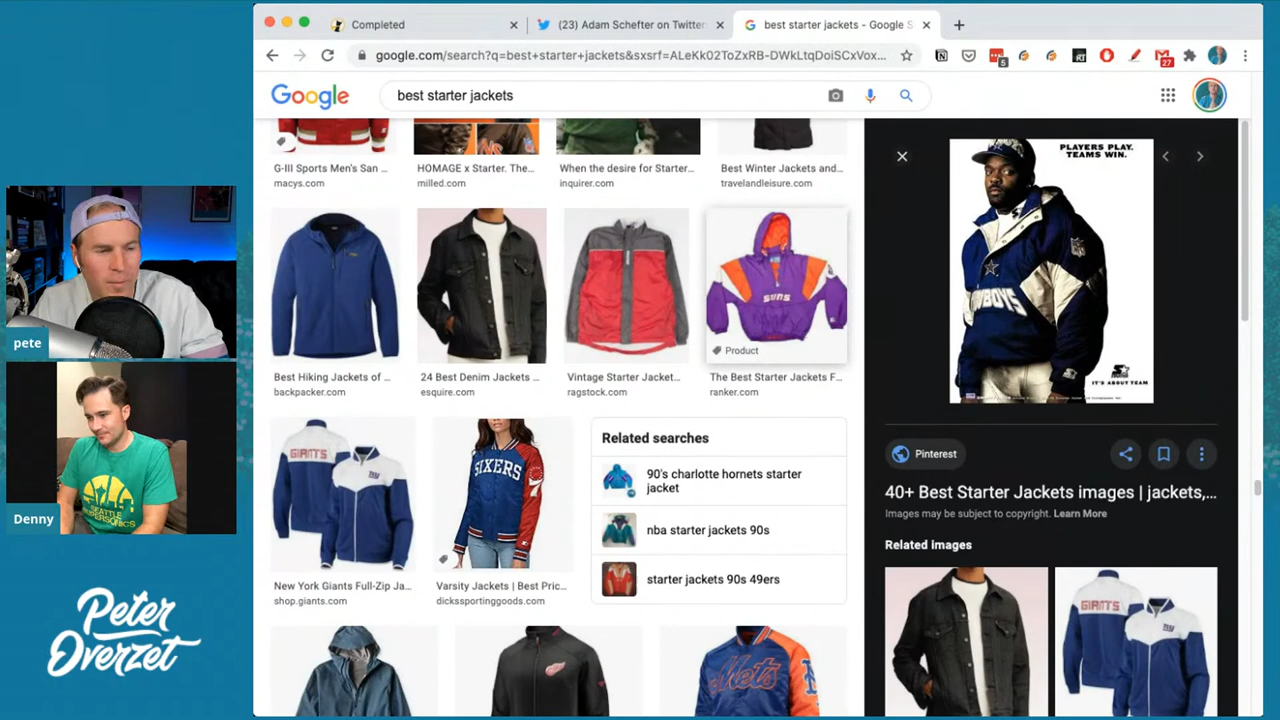 Completed
(23) Adam Schefter on Twitter
best starter jackets - Google S
google.com/search?q=best+starter+jackets&sxsrf=ALeKk02ToZxRB-DWkLtqDoiSCxVox...
5
27
Google
best starter jackets
G-III Sports Men's San ...
macys.com
HOMAGE x Starter. The...
milled.com
When the desire for Starter...
inquirer.com
Best Winter Jackets and...
travelandleisure.com
PLAYERS PLAY.
TEAMS WIN.
COWBOYS
STARTER
IT'S ABOUT TEAM
SUNS
Product
Best Hiking Jackets of ...
backpacker.com
24 Best Denim Jackets ...
esquire.com
Vintage Starter Jacket...
ragstock.com
The Best Starter Jackets F...
ranker.com
pete
Denny
SEATTLE
SUPERSONICS
Peter
Overzet
GIANTS
ny
SIXERS
New York Giants Full-Zip Ja...
shop.giants.com
Varsity Jackets | Best Pric...
dickssportinggoods.com
Related searches
90's charlotte hornets starter
jacket
nba starter jackets 90s
starter jackets 90s 49ers
Mets
Pinterest
40+ Best Starter Jackets images | jackets,...
Images may be subject to copyright. Learn More
Related images
GIANTS
ny